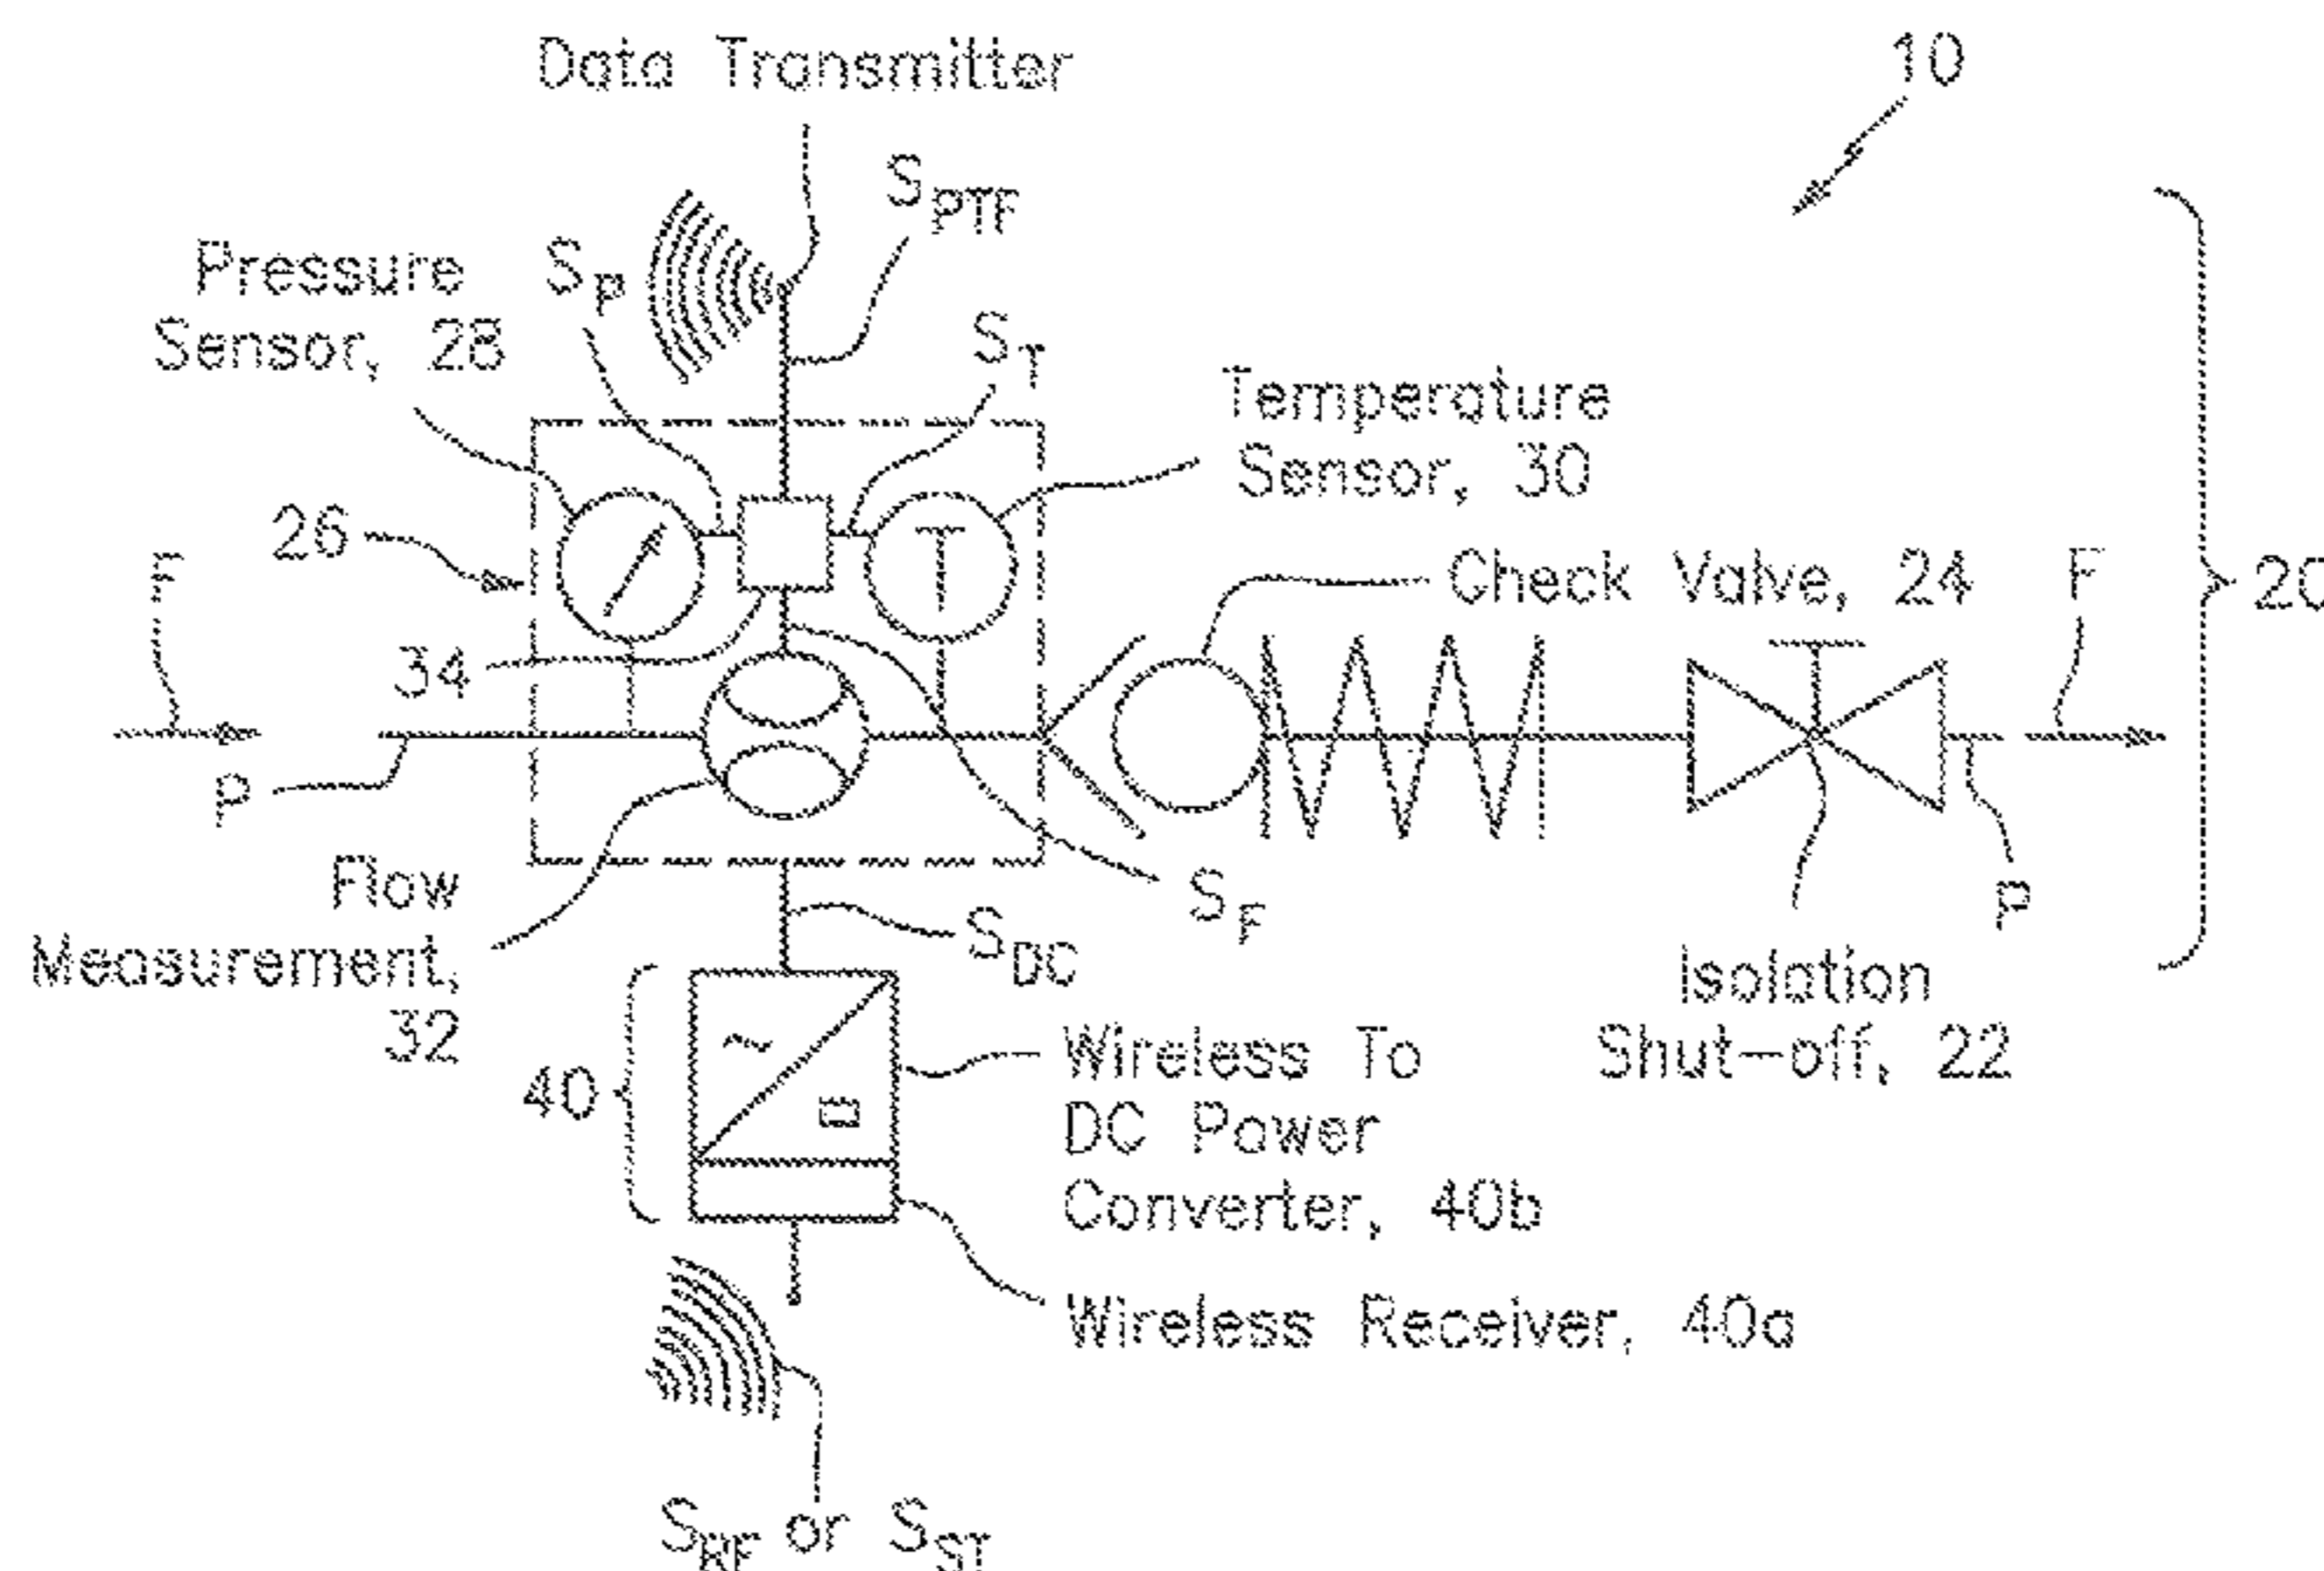 Data Transmitter
10
S_PTF
Pressure
Sensor, 28
S_P
S_T
Temperature
Sensor, 30
26
F
Check Valve, 24
F
20
34
P
Flow
Measurement,
32
S_F
P
S_DC
Isolation
Shut-off, 22
40
Wireless To
DC Power
Converter, 40b
Wireless Receiver, 40a
S_RF or S_ST
T